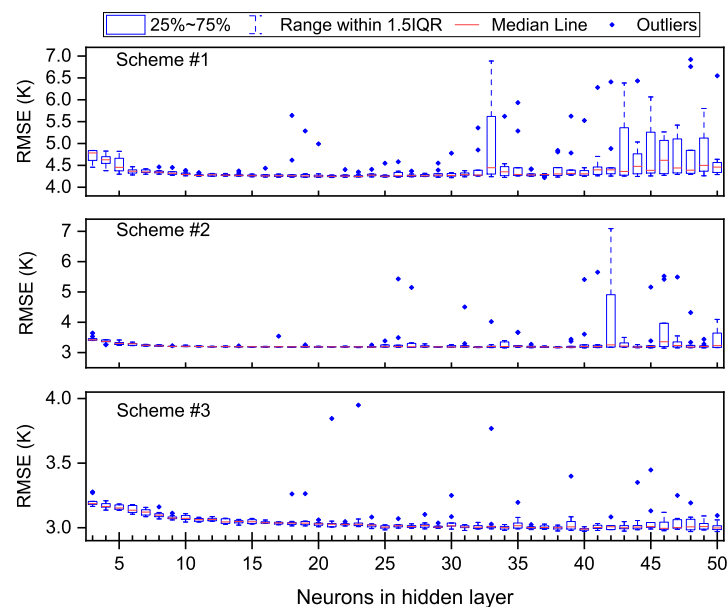 25%~75% Range within 1.5IQR Median Line Outliers
Scheme #1
RMSE (K)
7.0
6.5
6.0
5.5
5.0
4.5
4.0
Scheme #2
RMSE (K)
7
6
5
4
3
Scheme #3
RMSE (K)
4.0
3.5
3.0
5 10 15 20 25 30 35 40 45 50
Neurons in hidden layer